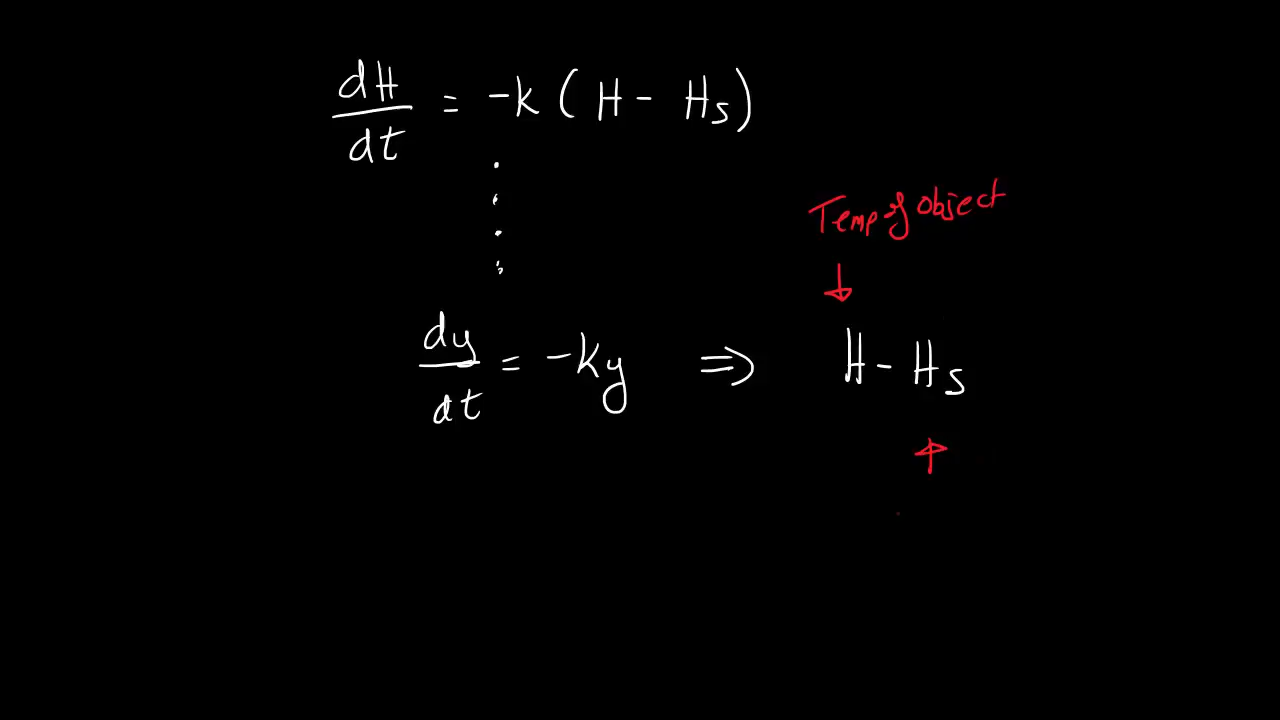 dH/dt = -k (H - Hs)
Temp of object
dy/dt = -ky ⇒ H - Hs